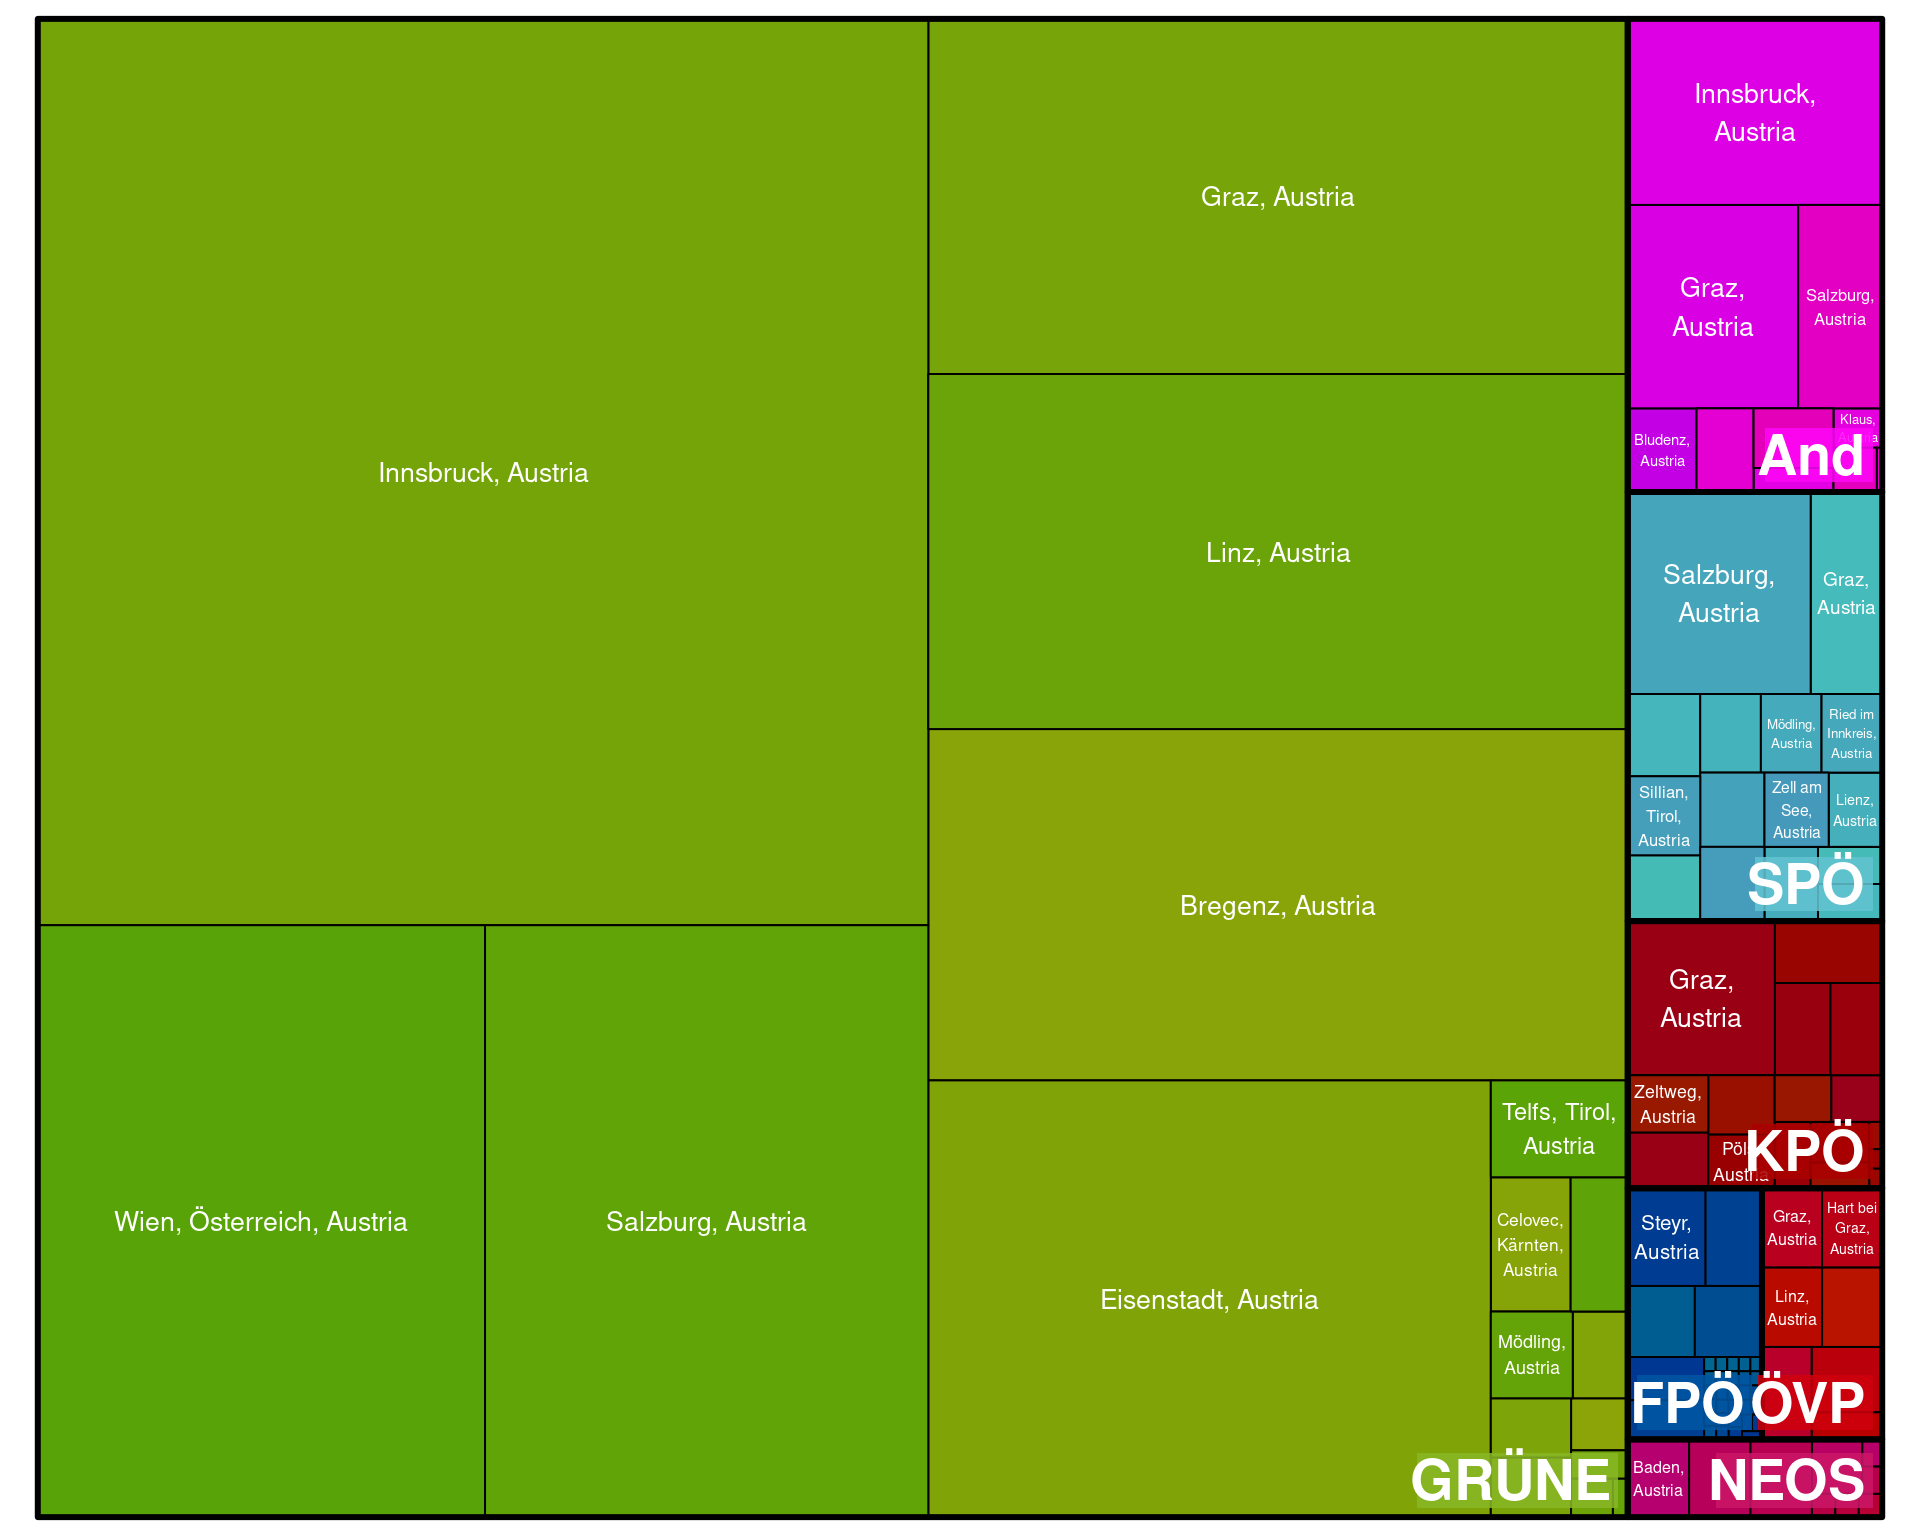 Innsbruck, Austria
Wien, Österreich, Austria
Salzburg, Austria
Graz, Austria
Linz, Austria
Bregenz, Austria
Eisenstadt, Austria
Telfs, Tirol,
Austria
Celovec,
Kärnten,
Austria
Mödling,
Austria
GRÜNE
Innsbruck,
Austria
Graz,
Austria
Salzburg,
Austria
Bludenz,
Austria
Klaus,
And
Salzburg,
Austria
Graz,
Austria
Mödling,
Austria
Ried im
Innkreis,
Austria
Sillian,
Tirol,
Austria
Zell am
See,
Austria
Lienz,
Austria
SPÖ
Graz,
Austria
Zeltweg,
Austria
Austria
KPÖ
Steyr,
Austria
FPÖ
Graz,
Austria
Hart bei
Graz,
Austria
Linz,
Austria
ÖVP
Baden,
Austria
NEOS